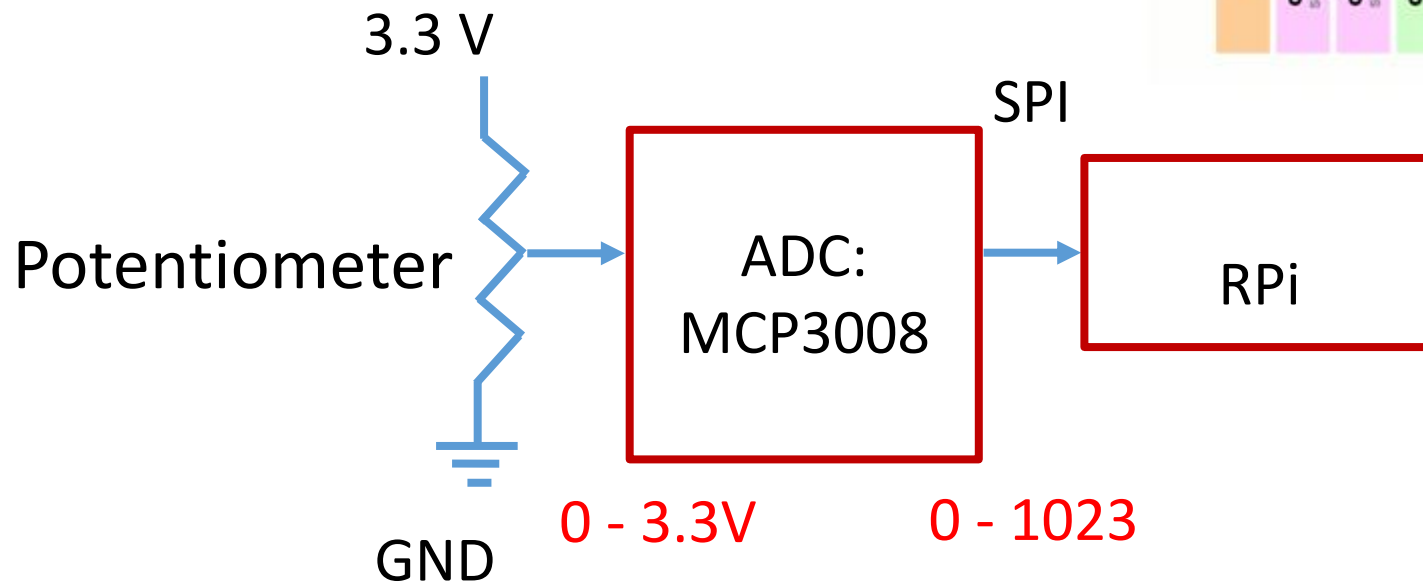 3.3 V
SPI
Potentiometer
ADC:
MCP3008
RPi
0 - 3.3V
0 - 1023
GND